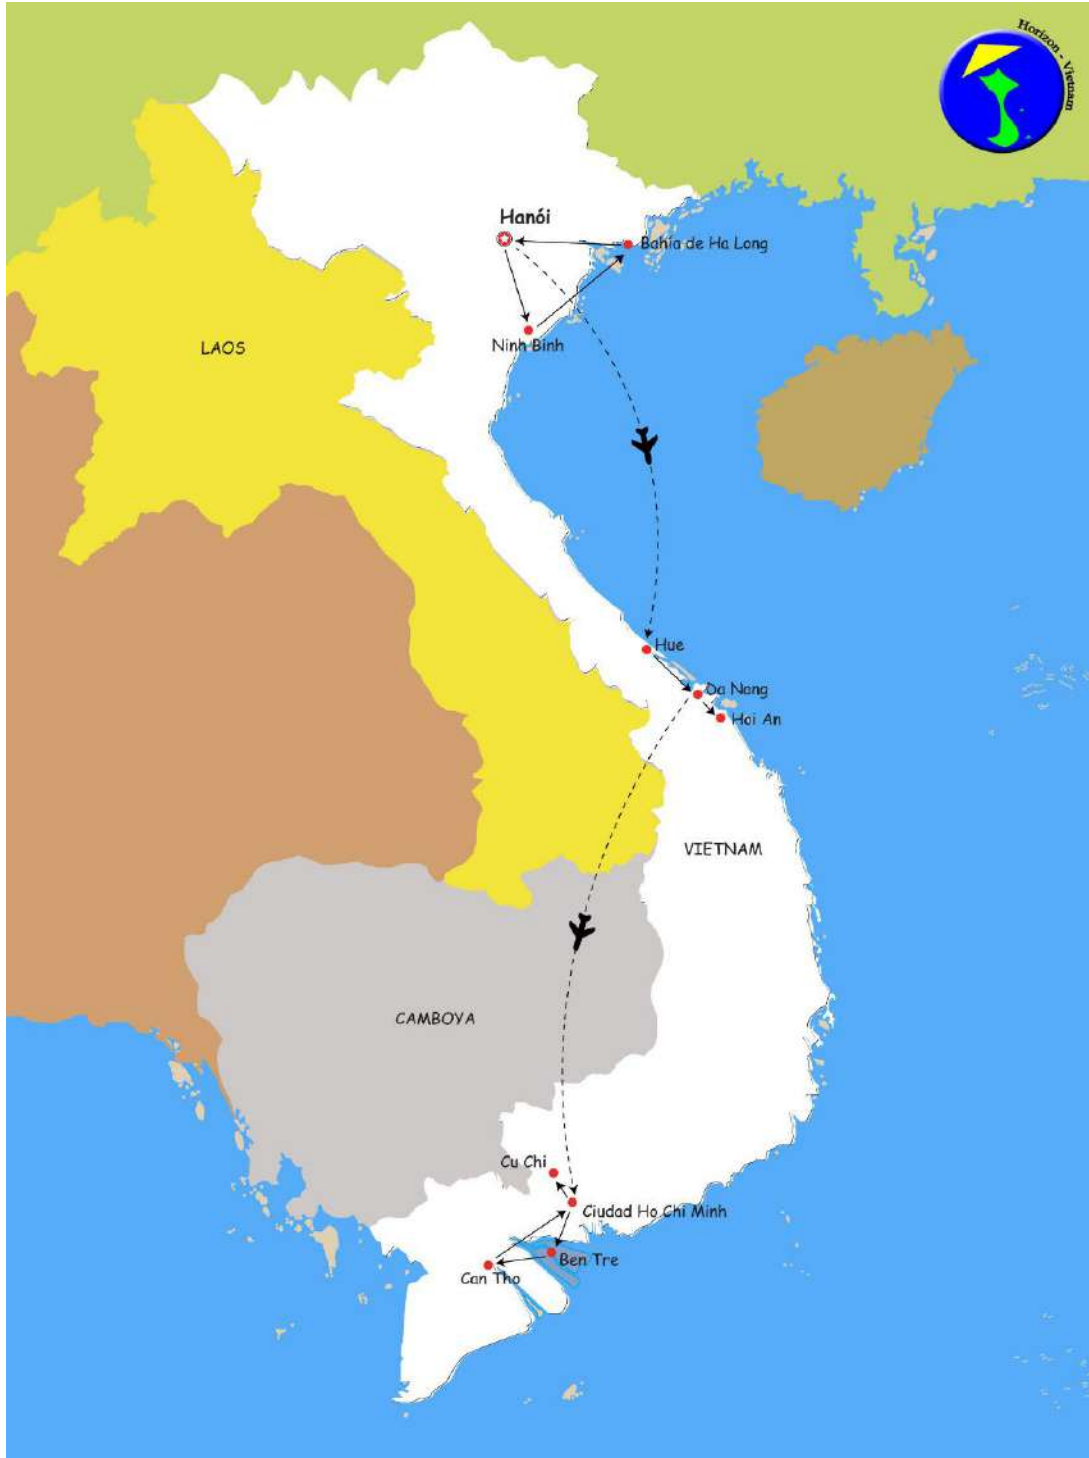 Horizon - Vietnam
Hanói
Bahía de Ha Long
Ninh Binh
LAOS
Hue
Da Nang
Hoi An
VIETNAM
CAMBOYA
Cu Chi
Ciudad Ho Chi Minh
Ben Tre
Can Tho